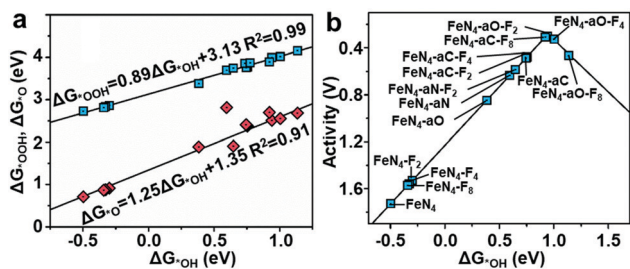 a
ΔG*OOH, ΔG*O (eV)
5
4
3
2
1
0
ΔG*OOH=0.89ΔG*OH+3.13 R²=0.99
ΔG*O=1.25ΔG*OH+1.35 R²=0.91
-0.5 0.0 0.5 1.0
ΔG*OH (eV)
b
Activity (V)
0.4
0.8
1.2
1.6
FeN₄-aO-F₂
FeN₄-aO-F₄
FeN₄-aC-F₈
FeN₄-aC-F₄
FeN₄-aC-F₂
FeN₄-aC
FeN₄-aN-F₂
FeN₄-aO-F₈
FeN₄-aN
FeN₄-aO
FeN₄-F₂
FeN₄-F₄
FeN₄-F₈
FeN₄
-0.5 0.0 0.5 1.0 1.5
ΔG*OH (eV)